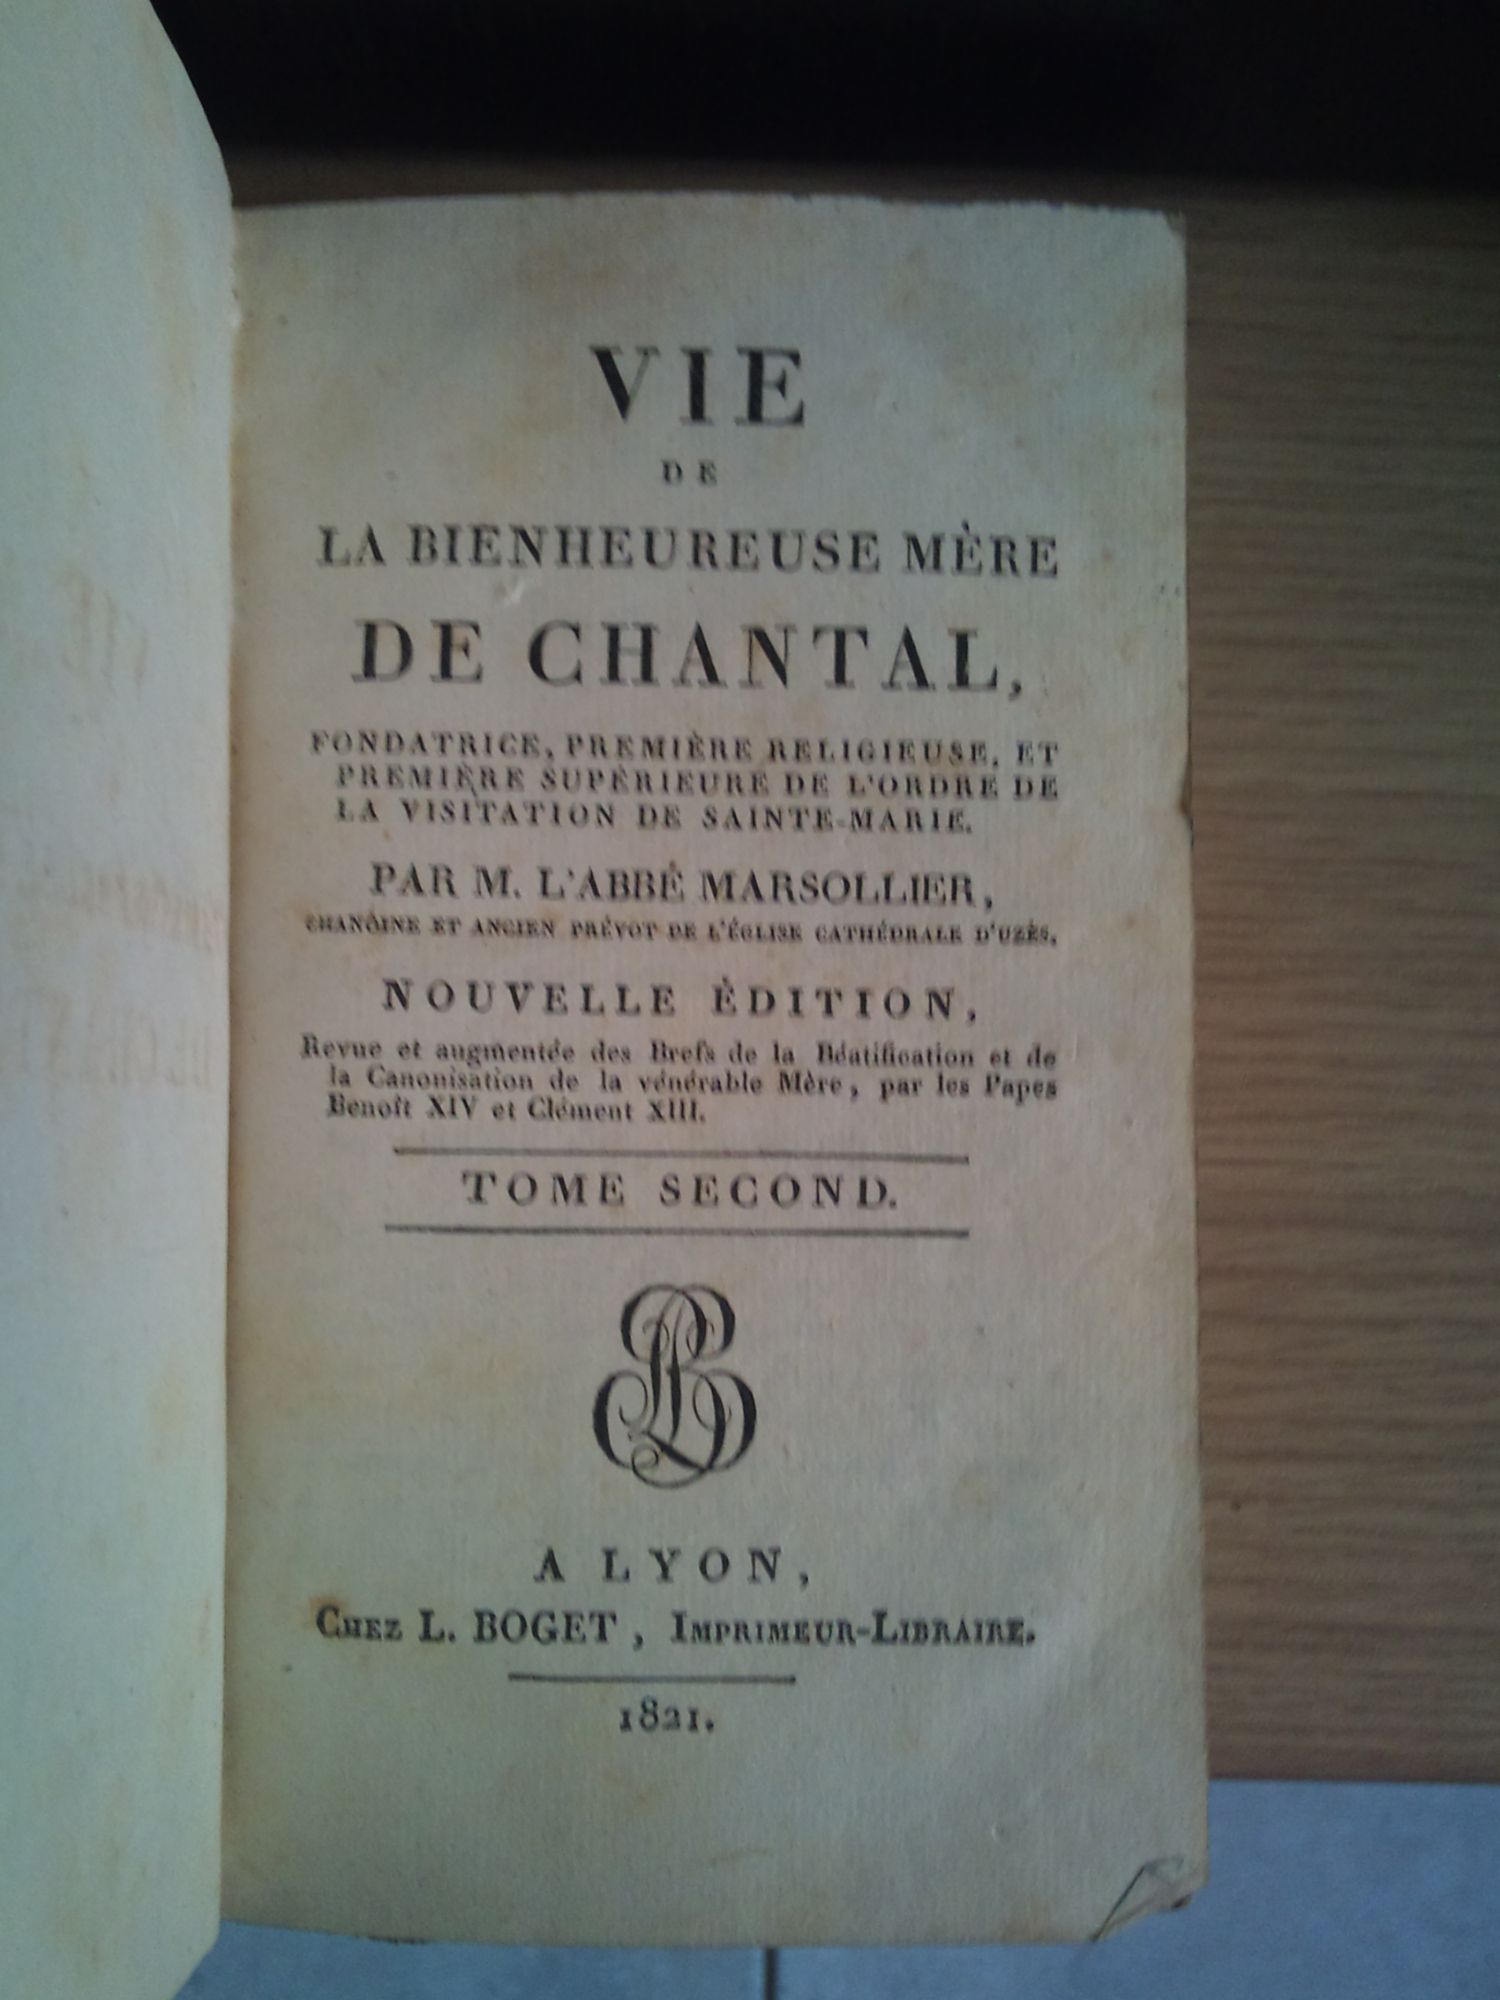 VIE
DE
LA BIENHEUREUSE MÈRE
DE CHANTAL,
FONDATRICE, PREMIÈRE RELIGIEUSE, ET
PREMIÈRE SUPÉRIEURE DE L'ORDRE DE
LA VISITATION DE SAINTE-MARIE.
PAR M. L'ABBÉ MARSOLLIER,
CHANOINE ET ANCIEN PRÉVOT DE L'ÉGLISE CATHÉDRALE D'UZÈS.
NOUVELLE ÉDITION,
Revue et augmentée des Brefs de la Béatification et de
la Canonisation de la vénérable Mère, par les Papes
Benoît XIV et Clément XIII.
TOME SECOND.
A LYON,
CHEZ L. BOGET, IMPRIMEUR-LIBRAIRE.
1821.